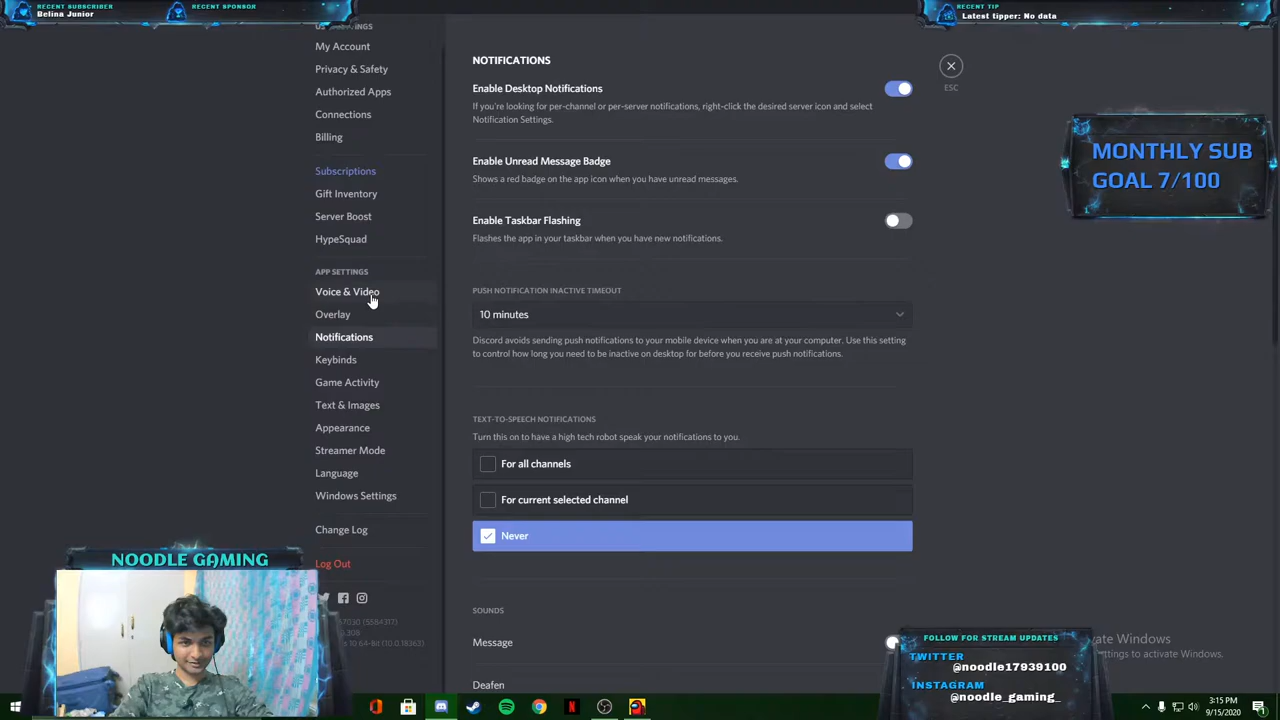 RECENT SUBSCRIBER
Belina Junior
RECENT SPONSOR
RECENT TIP
Latest tipper: No data
My Account
Privacy & Safety
Authorized Apps
Connections
Billing
Subscriptions
Gift Inventory
Server Boost
HypeSquad
APP SETTINGS
Voice & Video
Overlay
Notifications
Keybinds
Game Activity
Text & Images
Appearance
Streamer Mode
Language
Windows Settings
Change Log
Log Out
NOTIFICATIONS
Enable Desktop Notifications
If you're looking for per-channel or per-server notifications, right-click the desired server icon and select
Notification Settings.
Enable Unread Message Badge
Shows a red badge on the app icon when you have unread messages.
Enable Taskbar Flashing
Flashes the app in your taskbar when you have new notifications.
PUSH NOTIFICATION INACTIVE TIMEOUT
10 minutes
Discord avoids sending push notifications to your mobile device when you are at your computer. Use this setting
to control how long you need to be inactive on desktop for before you receive push notifications.
TEXT-TO-SPEECH NOTIFICATIONS
Turn this on to have a high tech robot speak your notifications to you.
For all channels
For current selected channel
Never
SOUNDS
Message
Deafen
ESC
MONTHLY SUB
GOAL 7/100
NOODLE GAMING
FOLLOW FOR STREAM UPDATES
TWITTER
@noodle17939100
INSTAGRAM
@noodle_gaming_
vate Windows
ettings to activate Windows.
3:15 PM
9/15/2020